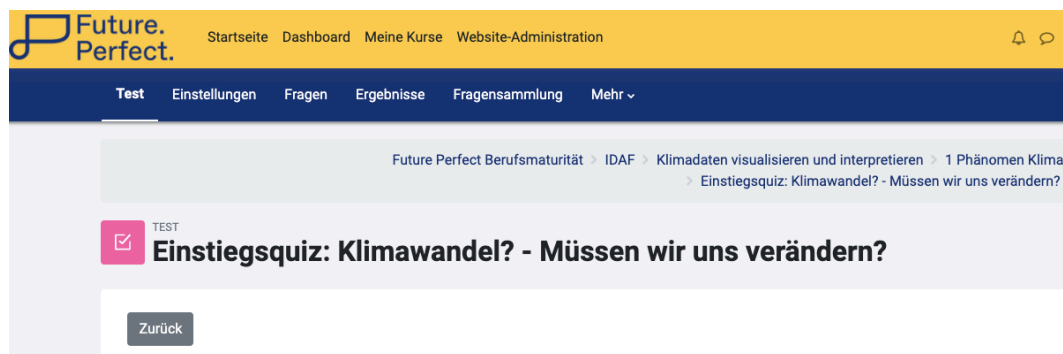 Future.
Perfect.
Startseite Dashboard Meine Kurse Website-Administration
Test Einstellungen Fragen Ergebnisse Fragensammlung Mehr
Future Perfect Berufsmaturität > IDAF > Klimadaten visualisieren und interpretieren > 1 Phänomen Klima
> Einstiegsquiz: Klimawandel? - Müssen wir uns verändern?
TEST
Einstiegsquiz: Klimawandel? - Müssen wir uns verändern?
Zurück